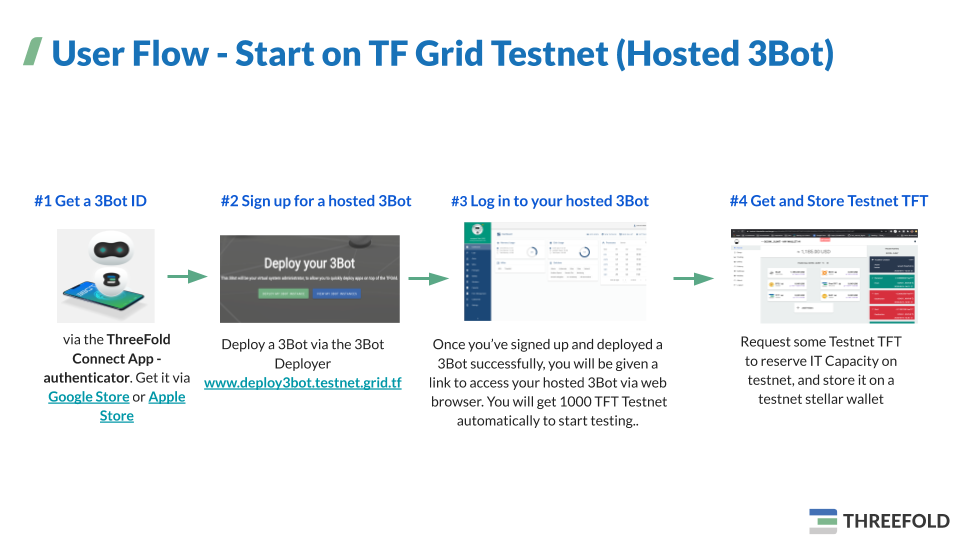 User Flow - Start on TF Grid Testnet (Hosted 3Bot)
#1 Get a 3Bot ID
via the ThreeFold
Connect App -
authenticator. Get it via
Google Store or Apple
Store
#2 Sign up for a hosted 3Bot
Deploy your 3Bot
Deploy a 3Bot via the 3Bot
Deployer
www.deploy3bot.testnet.grid.tf
#3 Log in to your hosted 3Bot
Once you've signed up and deployed a
3Bot successfully, you will be given a
link to access your hosted 3Bot via web
browser. You will get 1000 TFT Testnet
automatically to start testing..
#4 Get and Store Testnet TFT
Request some Testnet TFT
to reserve IT Capacity on
testnet, and store it on a
testnet stellar wallet
THREEFOLD